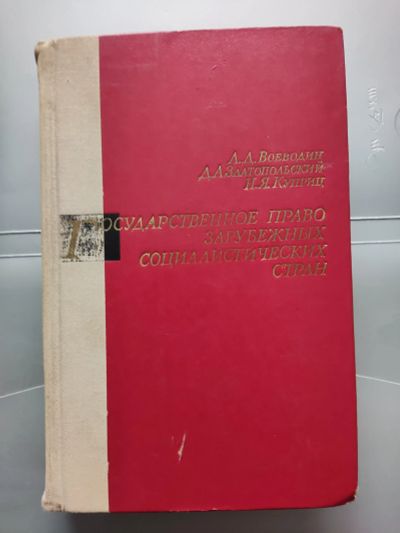 Л.Д. Воеводин
Д.Л. Златопольский
Н.Я. Куприц
Государственное право
зарубежных
социалистических
стран